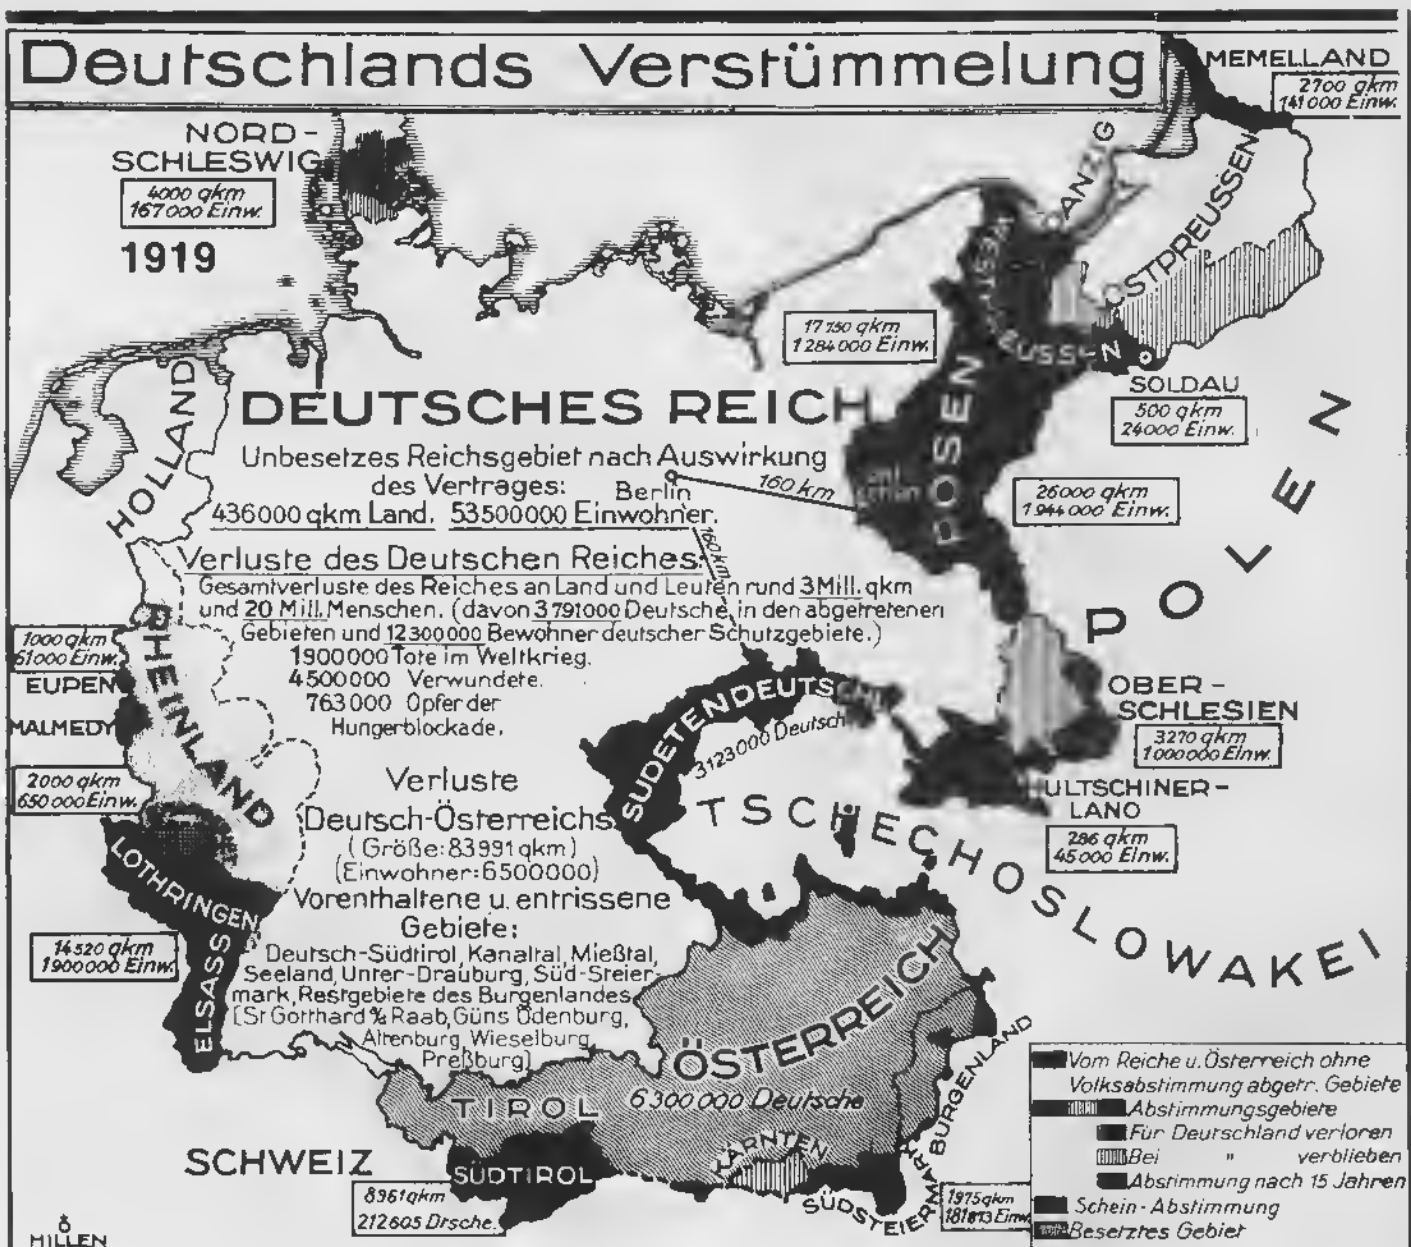 Deutschlands Verstümmelung
MEMELLAND
2700 qkm
141000 Einw.
NORD-
SCHLESWIG
4000 qkm
167000 Einw.
1919
ANZIG
OSTPREUSSEN
17750 qkm
1284000 Einw.
SOLDAU
500 qkm
24000 Einw.
HOLLAND
DEUTSCHES REICH
POSEN
POLEN
Unbesetzes Reichsgebiet nach Auswirkung
des Vertrages:
Berlin
160 km
436000 qkm Land. 53500000 Einwohner.
160 km
26000 qkm
1944000 Einw.
Verluste des Deutschen Reiches:
Gesamtverluste des Reiches an Land und Leuten rund 3 Mill. qkm
und 20 Mill. Menschen. (davon 3791000 Deutsche in den abgetretenen
Gebieten und 12300000 Bewohner deutscher Schutzgebiete.)
1900000 Tote im Weltkrieg.
4500000 Verwundete.
763000 Opfer der
Hungerblockade.
1000 qkm
61000 Einw.
EUPEN
MALMEDY
RHEINLAND
2000 qkm
650000 Einw.
SUDETENDEUTSCHL
3123000 Deutsch
OBER-
SCHLESIEN
3270 qkm
1000000 Einw.
HULTSCHINER-
LAND
286 qkm
45000 Einw.
TSCHECHOSLOWAKEI
Verluste
Deutsch-Österreichs
(Größe: 83991 qkm)
(Einwohner: 6500000)
Vorenthaltene u. entrissene
Gebiete:
Deutsch-Südtirol, Kanaltal, Mießtal,
Seeland, Unter-Drauburg, Süd-Steier-
mark, Restgebiete des Burgenlandes
[St Gotthard a/Raab, Güns Ödenburg,
Altenburg, Wieselburg,
Preßburg]
LOTHRINGEN
ELSASS
14520 qkm
1900000 Einw.
ÖSTERREICH
6300000 Deutsche
TIROL
BURGENLAND
KÄRNTEN
SCHWEIZ
SÜDTIROL
8361 qkm
212605 Dtsche.
SÜDSTEIERMARK
1975 qkm
Einw.
Vom Reiche u. Österreich ohne
Volksabstimmung abgetr. Gebiete
Abstimmungsgebiete
Für Deutschland verloren
Bei " verblieben
Abstimmung nach 15 Jahren
Schein-Abstimmung
Besetztes Gebiet
HILLEN